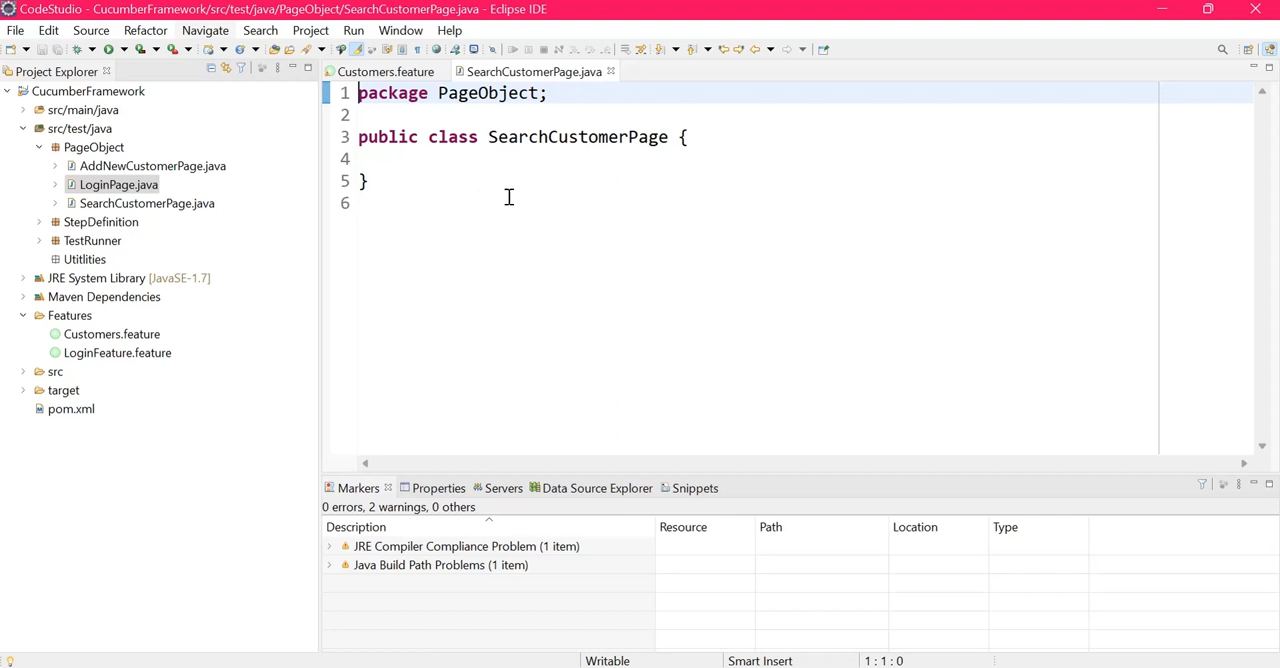 CodeStudio - CucumberFramework/src/test/java/PageObject/SearchCustomerPage.java - Eclipse IDE
File Edit Source Refactor Navigate Search Project Run Window Help
Project Explorer
CucumberFramework
src/main/java
src/test/java
PageObject
AddNewCustomerPage.java
LoginPage.java
SearchCustomerPage.java
StepDefinition
TestRunner
Utitlities
JRE System Library [JavaSE-1.7]
Maven Dependencies
Features
Customers.feature
LoginFeature.feature
src
target
pom.xml
Customers.feature SearchCustomerPage.java
1 package PageObject;
2
3 public class SearchCustomerPage {
4
5 }
6
Markers Properties Servers Data Source Explorer Snippets
0 errors, 2 warnings, 0 others
Description Resource Path Location Type
JRE Compiler Compliance Problem (1 item)
Java Build Path Problems (1 item)
Writable Smart Insert 1 : 1 : 0